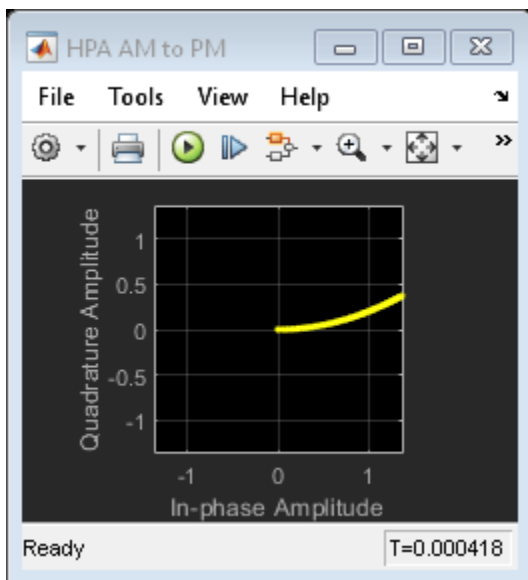 HPA AM to PM
File Tools View Help
Quadrature Amplitude
1
0.5
0
-0.5
-1
-1 0 1
In-phase Amplitude
Ready T=0.000418